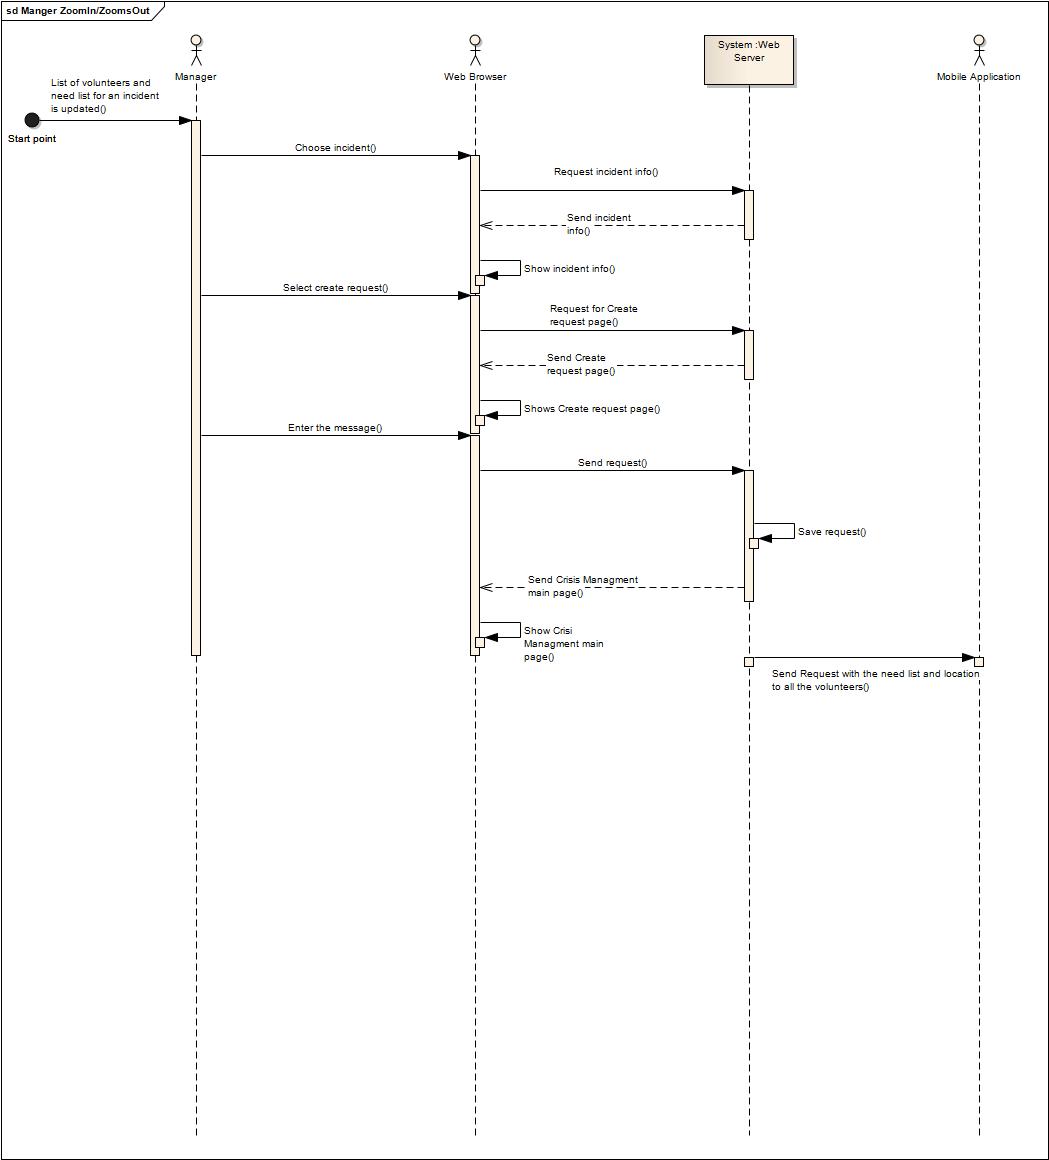 sd Manger ZoomIn/ZoomsOut
Manager
Web Browser
System :Web
Server
Mobile Application
List of volunteers and
need list for an incident
is updated()
Start point
Choose incident()
Request incident info()
Send incident
info()
Show incident info()
Select create request()
Request for Create
request page()
Send Create
request page()
Shows Create request page()
Enter the message()
Send request()
Save request()
Send Crisis Managment
main page()
Show Crisi
Managment main
page()
Send Request with the need list and location
to all the volunteers()